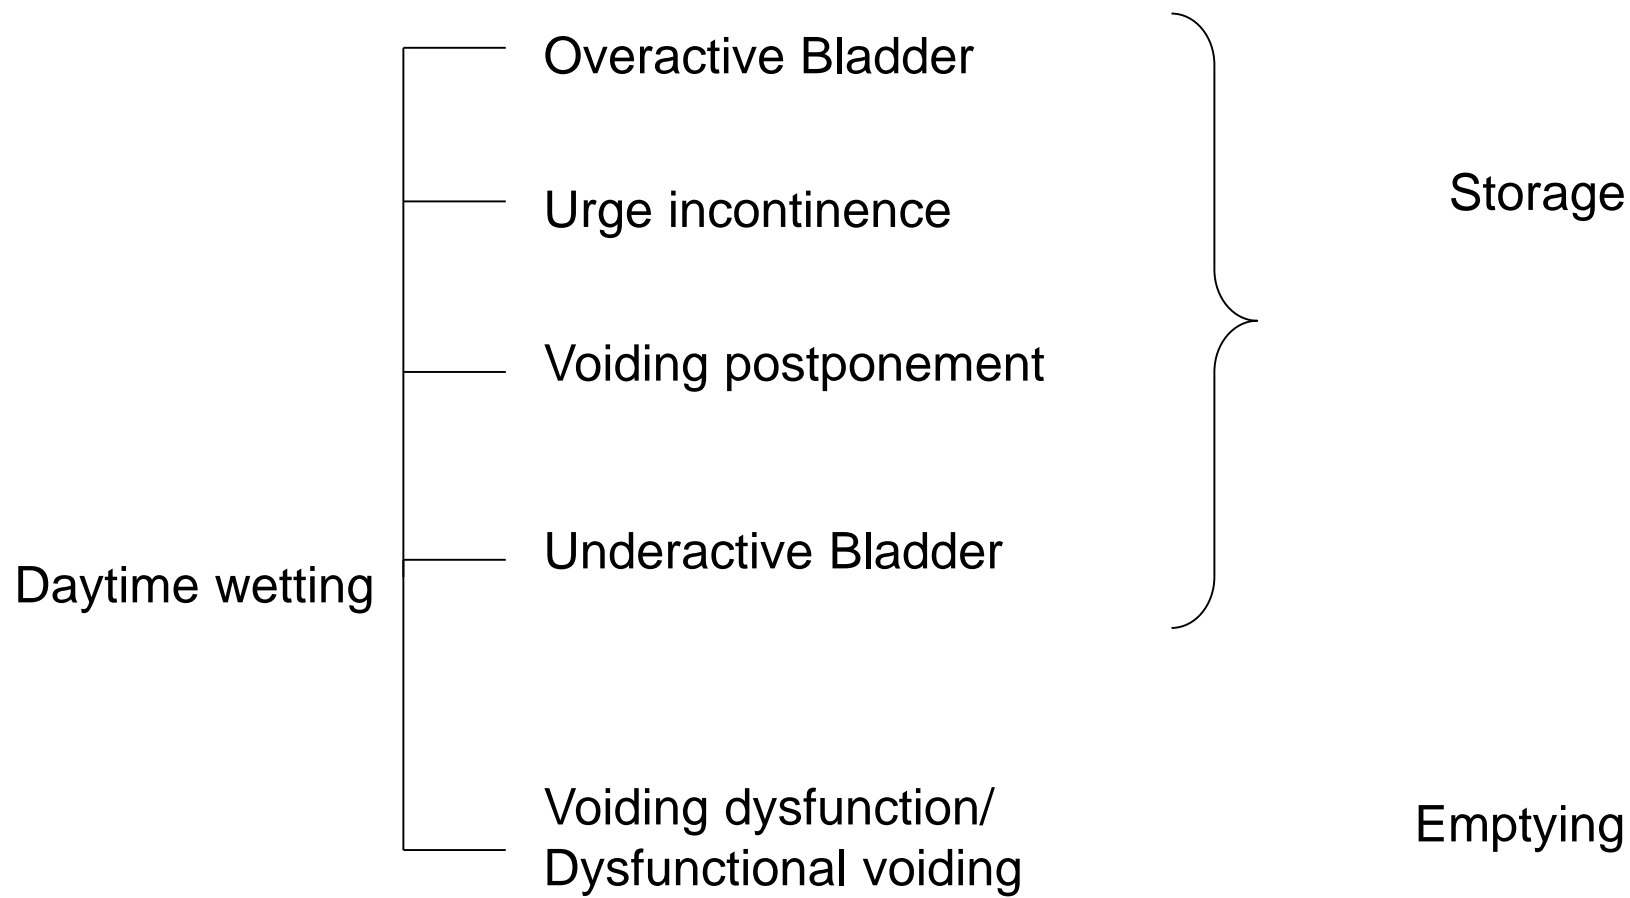 Overactive Bladder
Urge incontinence
Storage
Voiding postponement
Underactive Bladder
Daytime wetting
Voiding dysfunction/
Dysfunctional voiding
Emptying